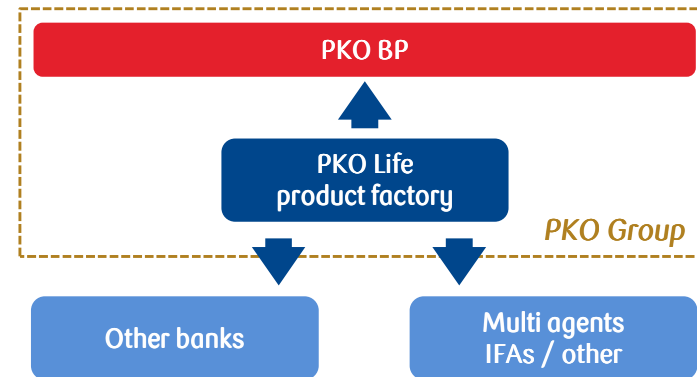 PKO BP
PKO Life
product factory
PKO Group
Other banks
Multi agents
IFAs / other